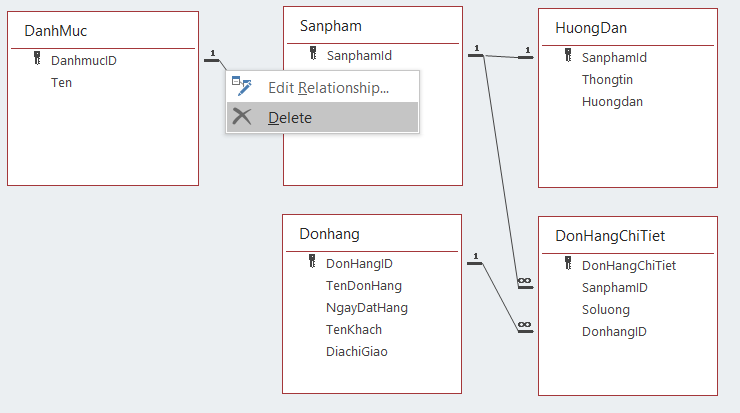 DanhMuc
DanhmucID
Ten
1
Sanpham
SanphamId
1
1
HuongDan
SanphamId
Thongtin
Huongdan
Edit Relationship...
Delete
Donhang
DonHangID
TenDonHang
NgayDatHang
TenKhach
DiachiGiao
1
∞
∞
DonHangChiTiet
DonHangChiTiet
SanphamID
Soluong
DonhangID